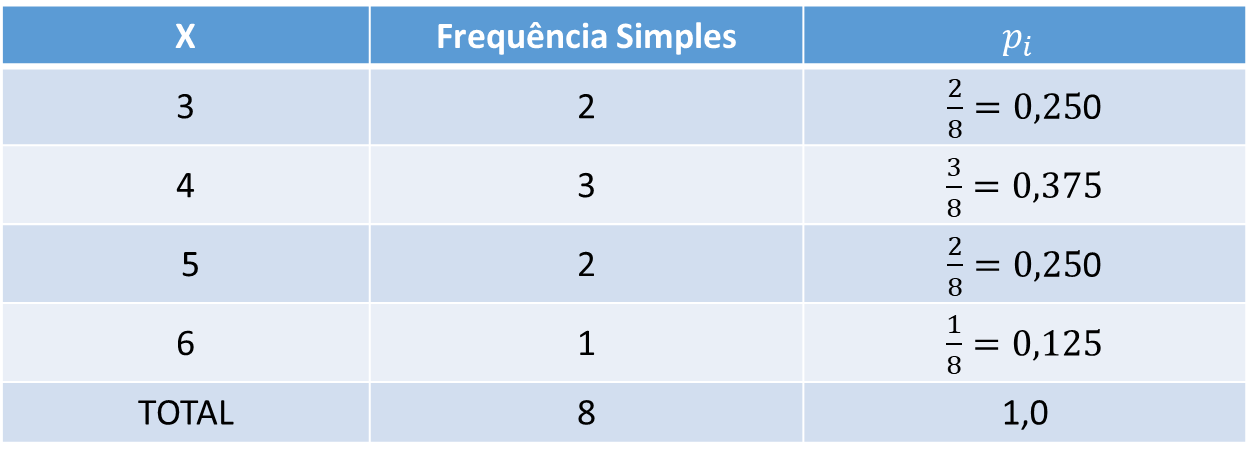 X Frequência Simples pᵢ
3 2 2/8 = 0,250
4 3 3/8 = 0,375
5 2 2/8 = 0,250
6 1 1/8 = 0,125
TOTAL 8 1,0